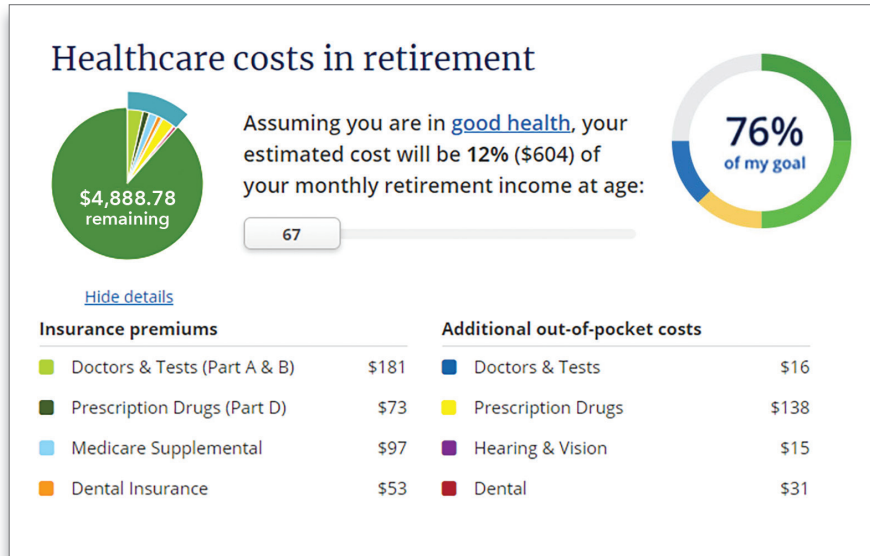 Healthcare costs in retirement
$4,888.78
remaining
Assuming you are in good health, your
estimated cost will be 12% ($604) of
your monthly retirement income at age:
67
76%
of my goal
Hide details
Insurance premiums
Doctors & Tests (Part A & B) $181
Prescription Drugs (Part D) $73
Medicare Supplemental $97
Dental Insurance $53
Additional out-of-pocket costs
Doctors & Tests $16
Prescription Drugs $138
Hearing & Vision $15
Dental $31